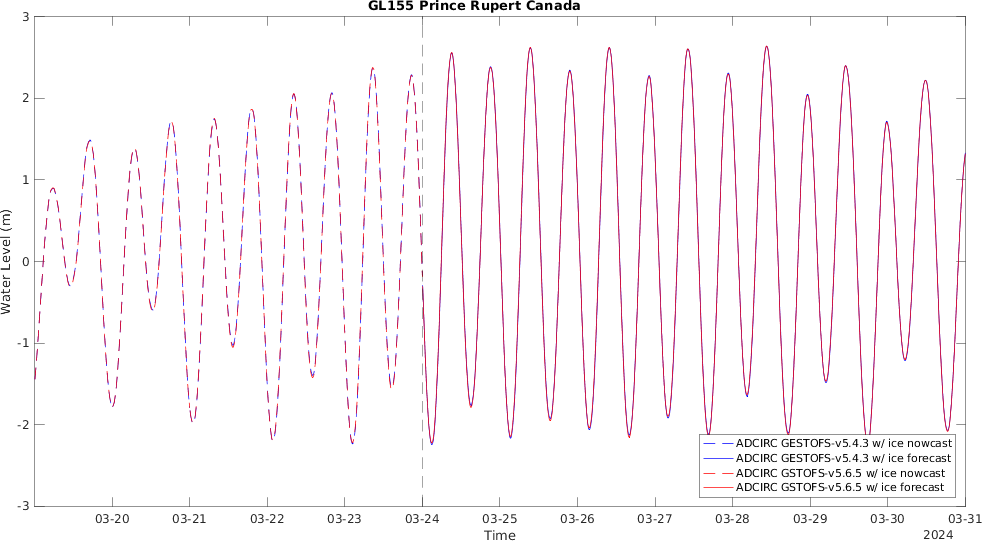 GL155 Prince Rupert Canada
3
2
1
0
-1
-2
-3
Water Level (m)
ADCIRC GESTOFS-v5.4.3 w/ ice nowcast
ADCIRC GESTOFS-v5.4.3 w/ ice forecast
ADCIRC GSTOFS-v5.6.5 w/ ice nowcast
ADCIRC GSTOFS-v5.6.5 w/ ice forecast
03-20 03-21 03-22 03-23 03-24 03-25 03-26 03-27 03-28 03-29 03-30 03-31
Time 2024